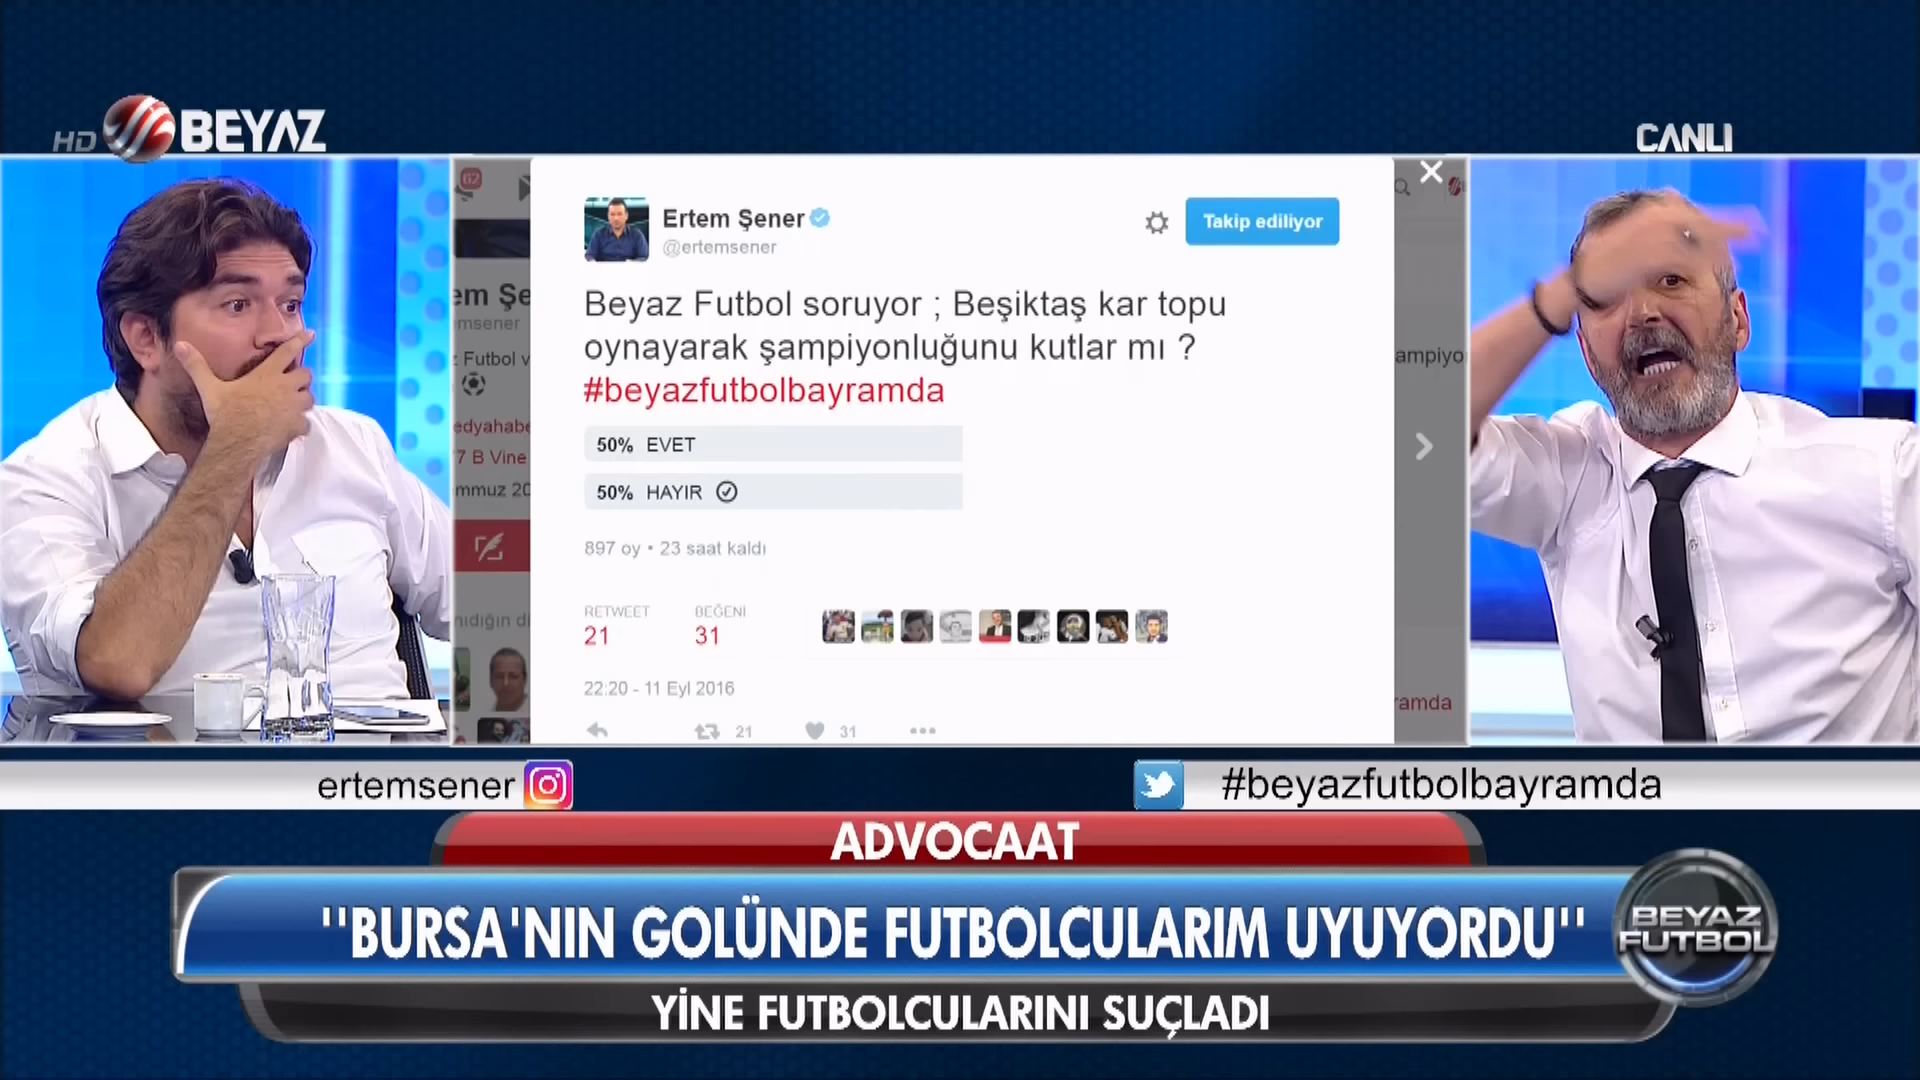 HD BEYAZ
CANLI
62
Ertem Şener
@ertemsener
Takip ediliyor
Beyaz Futbol soruyor ; Beşiktaş kar topu
oynayarak şampiyonluğunu kutlar mı ?
#beyazfutbolbayramda
50% EVET
50% HAYIR
897 oy • 23 saat kaldı
RETWEET BEĞENİ
21 31
22:20 - 11 Eyl 2016
21 31
ertemsener
#beyazfutbolbayramda
ADVOCAAT
''BURSA'NIN GOLÜNDE FUTBOLCULARIM UYUYORDU''
BEYAZ
FUTBOL
YİNE FUTBOLCULARINI SUÇLADI